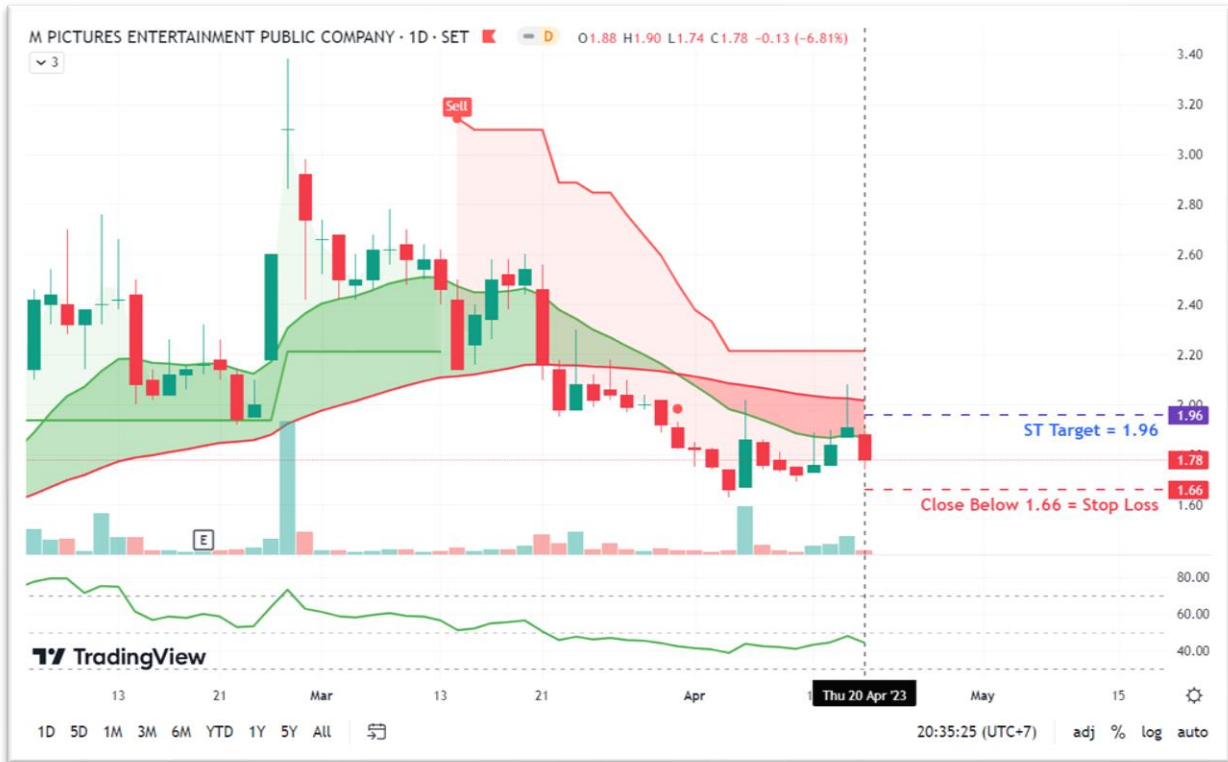 M PICTURES ENTERTAINMENT PUBLIC COMPANY · 1D · SET D O1.88 H1.90 L1.74 C1.78 −0.13 (−6.81%)
3
3.40
3.20
Sell
3.00
2.80
2.60
2.40
2.20
2.00
1.96
ST Target = 1.96
1.78
1.66
Close Below 1.66 = Stop Loss
1.60
E
80.00
60.00
40.00
TradingView
13 21 Mar 13 21 Apr Thu 20 Apr '23 May 15
1D 5D 1M 3M 6M YTD 1Y 5Y All 20:35:25 (UTC+7) adj % log auto